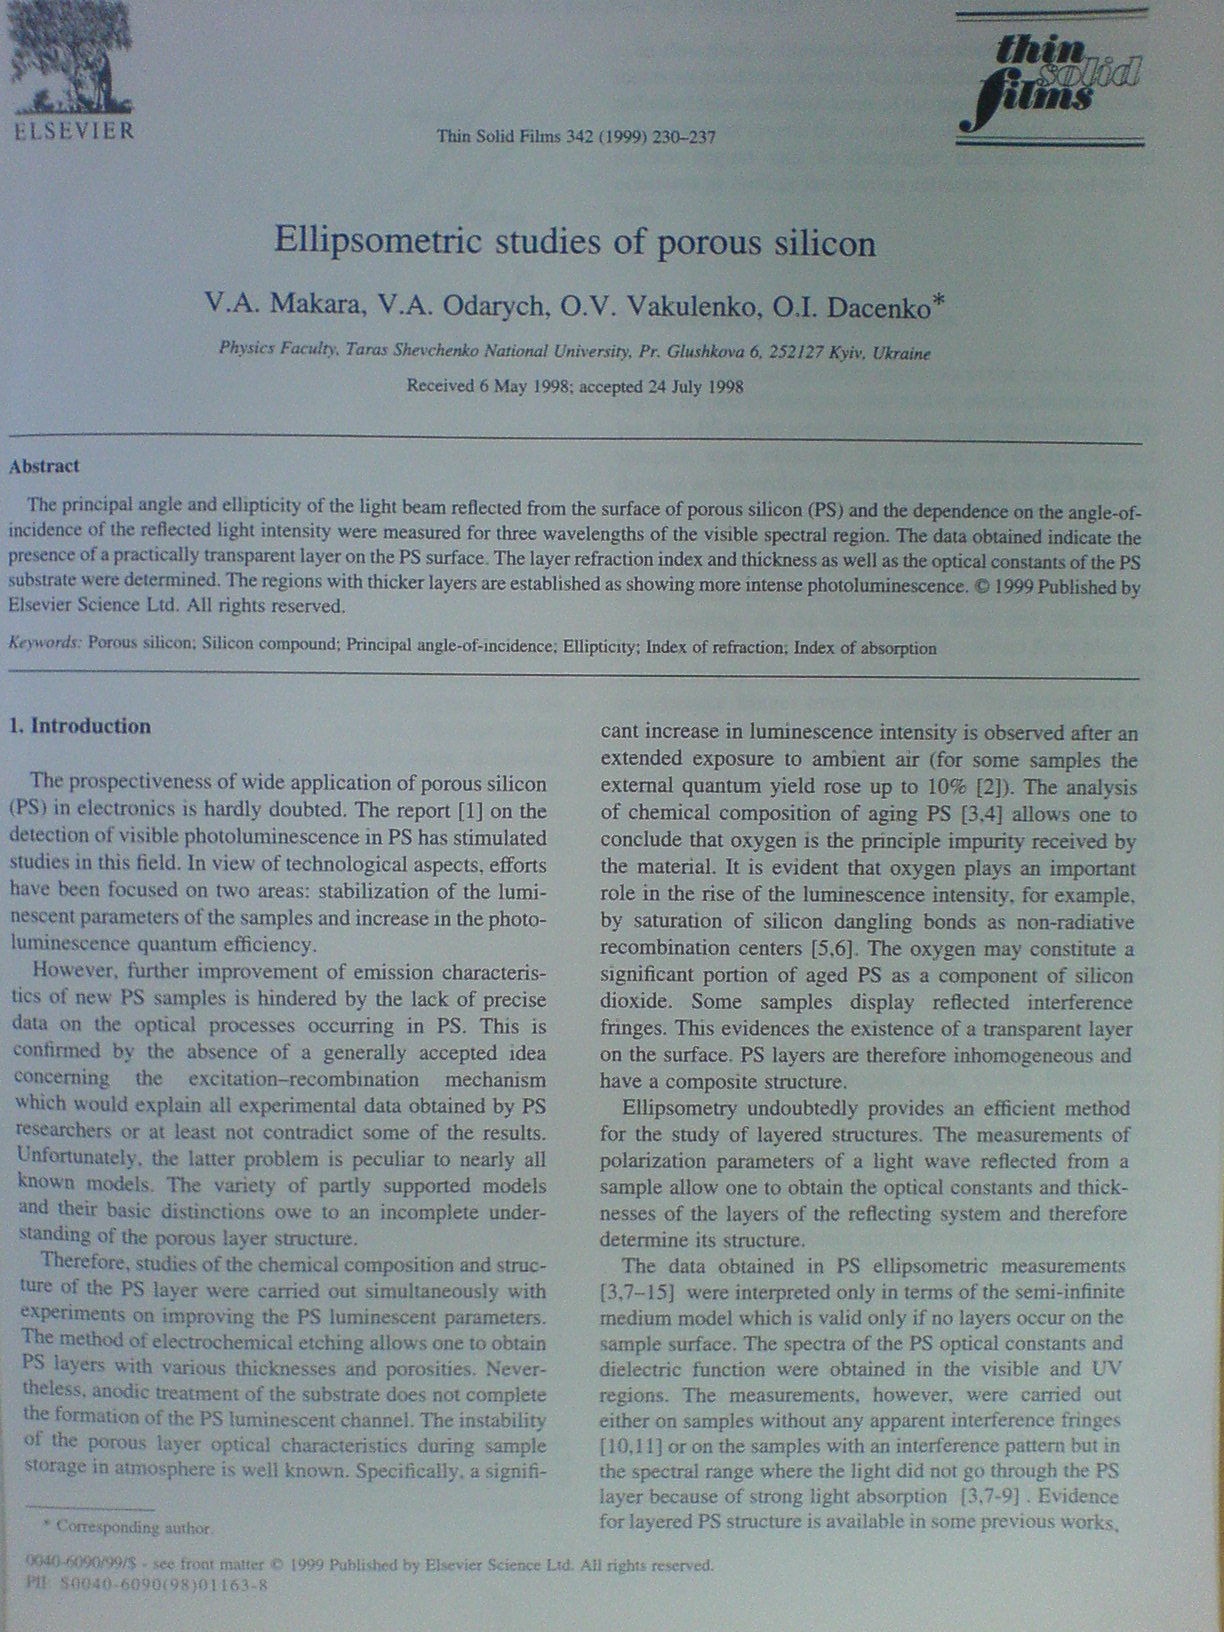 ELSEVIER
thin
solid
films
Thin Solid Films 342 (1999) 230–237
Ellipsometric studies of porous silicon
V.A. Makara, V.A. Odarych, O.V. Vakulenko, O.I. Dacenko*
Physics Faculty, Taras Shevchenko National University, Pr. Glushkova 6, 252127 Kyiv, Ukraine
Received 6 May 1998; accepted 24 July 1998
Abstract
The principal angle and ellipticity of the light beam reflected from the surface of porous silicon (PS) and the dependence on the angle-of-
incidence of the reflected light intensity were measured for three wavelengths of the visible spectral region. The data obtained indicate the
presence of a practically transparent layer on the PS surface. The layer refraction index and thickness as well as the optical constants of the PS
substrate were determined. The regions with thicker layers are established as showing more intense photoluminescence. © 1999 Published by
Elsevier Science Ltd. All rights reserved.
Keywords: Porous silicon; Silicon compound; Principal angle-of-incidence; Ellipticity; Index of refraction; Index of absorption
1. Introduction
The prospectiveness of wide application of porous silicon
(PS) in electronics is hardly doubted. The report [1] on the
detection of visible photoluminescence in PS has stimulated
studies in this field. In view of technological aspects, efforts
have been focused on two areas: stabilization of the lumi-
nescent parameters of the samples and increase in the photo-
luminescence quantum efficiency.
However, further improvement of emission characteris-
tics of new PS samples is hindered by the lack of precise
data on the optical processes occurring in PS. This is
confirmed by the absence of a generally accepted idea
concerning the excitation–recombination mechanism
which would explain all experimental data obtained by PS
researchers or at least not contradict some of the results.
Unfortunately, the latter problem is peculiar to nearly all
known models. The variety of partly supported models
and their basic distinctions owe to an incomplete under-
standing of the porous layer structure.
Therefore, studies of the chemical composition and struc-
ture of the PS layer were carried out simultaneously with
experiments on improving the PS luminescent parameters.
The method of electrochemical etching allows one to obtain
PS layers with various thicknesses and porosities. Never-
theless, anodic treatment of the substrate does not complete
the formation of the PS luminescent channel. The instability
of the porous layer optical characteristics during sample
storage in atmosphere is well known. Specifically, a signifi-
* Corresponding author.
cant increase in luminescence intensity is observed after an
extended exposure to ambient air (for some samples the
external quantum yield rose up to 10% [2]). The analysis
of chemical composition of aging PS [3,4] allows one to
conclude that oxygen is the principle impurity received by
the material. It is evident that oxygen plays an important
role in the rise of the luminescence intensity, for example,
by saturation of silicon dangling bonds as non-radiative
recombination centers [5,6]. The oxygen may constitute a
significant portion of aged PS as a component of silicon
dioxide. Some samples display reflected interference
fringes. This evidences the existence of a transparent layer
on the surface. PS layers are therefore inhomogeneous and
have a composite structure.
Ellipsometry undoubtedly provides an efficient method
for the study of layered structures. The measurements of
polarization parameters of a light wave reflected from a
sample allow one to obtain the optical constants and thick-
nesses of the layers of the reflecting system and therefore
determine its structure.
The data obtained in PS ellipsometric measurements
[3,7–15] were interpreted only in terms of the semi-infinite
medium model which is valid only if no layers occur on the
sample surface. The spectra of the PS optical constants and
dielectric function were obtained in the visible and UV
regions. The measurements, however, were carried out
either on samples without any apparent interference fringes
[10,11] or on the samples with an interference pattern but in
the spectral range where the light did not go through the PS
layer because of strong light absorption [3,7-9] . Evidence
for layered PS structure is available in some previous works,
0040-6090/99/$ - see front matter © 1999 Published by Elsevier Science Ltd. All rights reserved.
PII: S0040-6090(98)01163-8